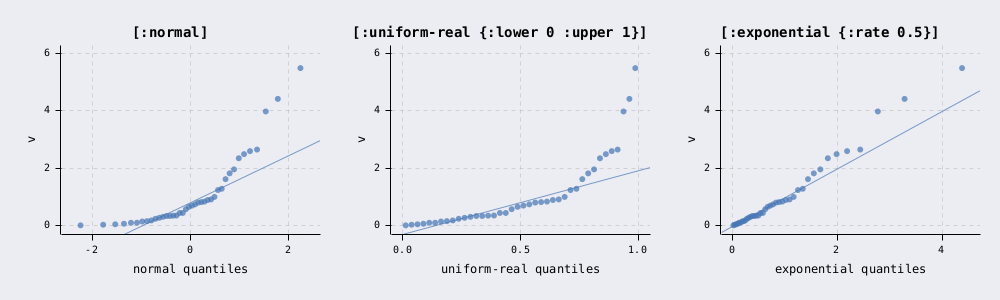 [:normal]
6
4
2
0
v
-2
0
2
normal quantiles
[:uniform-real {:lower 0 :upper 1}]
6
4
2
0
v
0.0
0.5
1.0
uniform-real quantiles
[:exponential {:rate 0.5}]
6
4
2
0
v
0
2
4
exponential quantiles